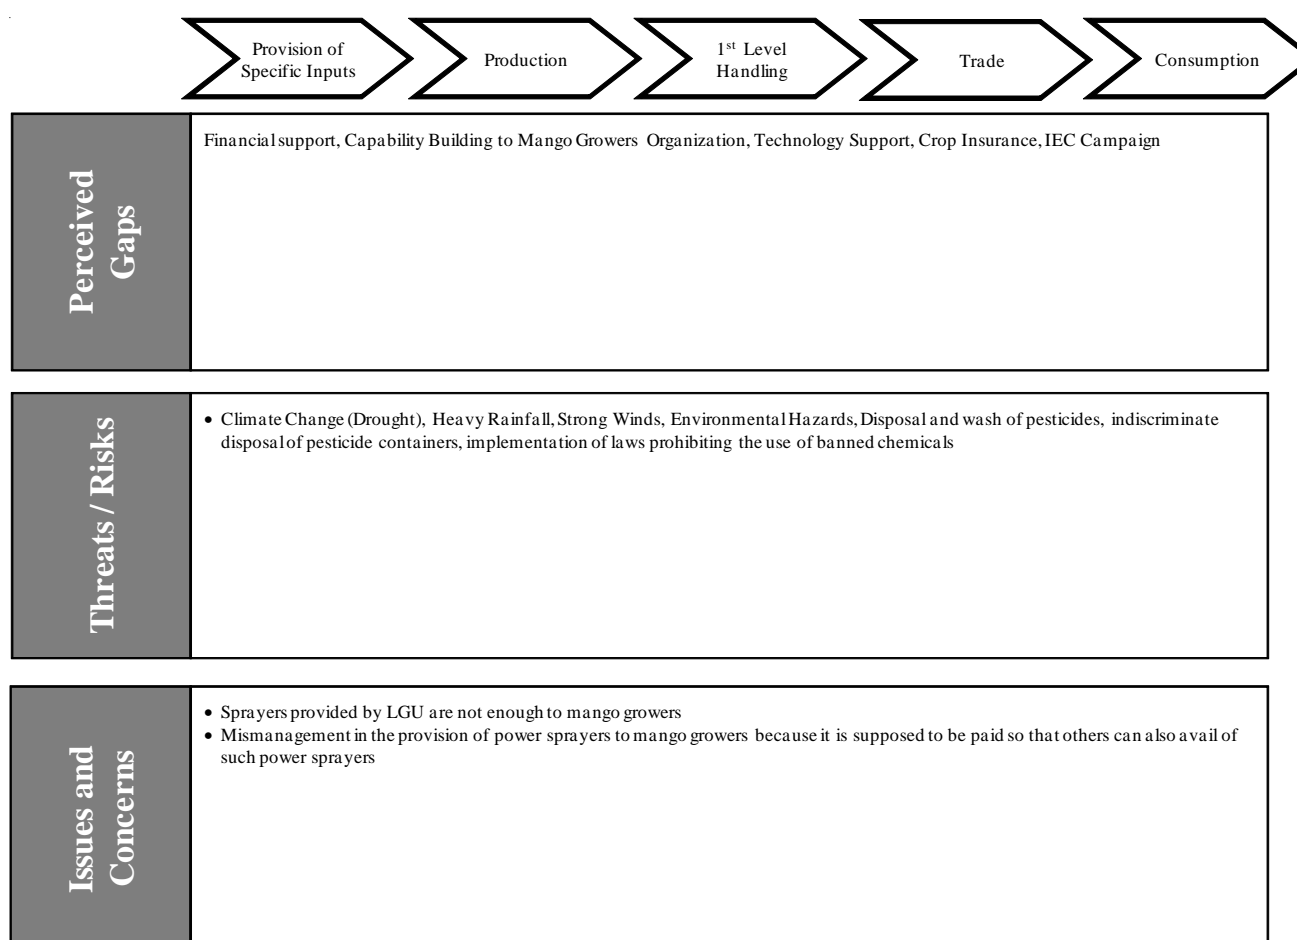 Provision of
Specific Inputs
Production
1st Level
Handling
Trade
Consumption
Perceived
Gaps
Financial support, Capability Building to Mango Growers Organization, Technology Support, Crop Insurance, IEC Campaign
Threats / Risks
• Climate Change (Drought), Heavy Rainfall, Strong Winds, Environmental Hazards, Disposal and wash of pesticides, indiscriminate
disposal of pesticide containers, implementation of laws prohibiting the use of banned chemicals
Issues and
Concerns
• Sprayers provided by LGU are not enough to mango growers
• Mismanagement in the provision of power sprayers to mango growers because it is supposed to be paid so that others can also avail of
such power sprayers